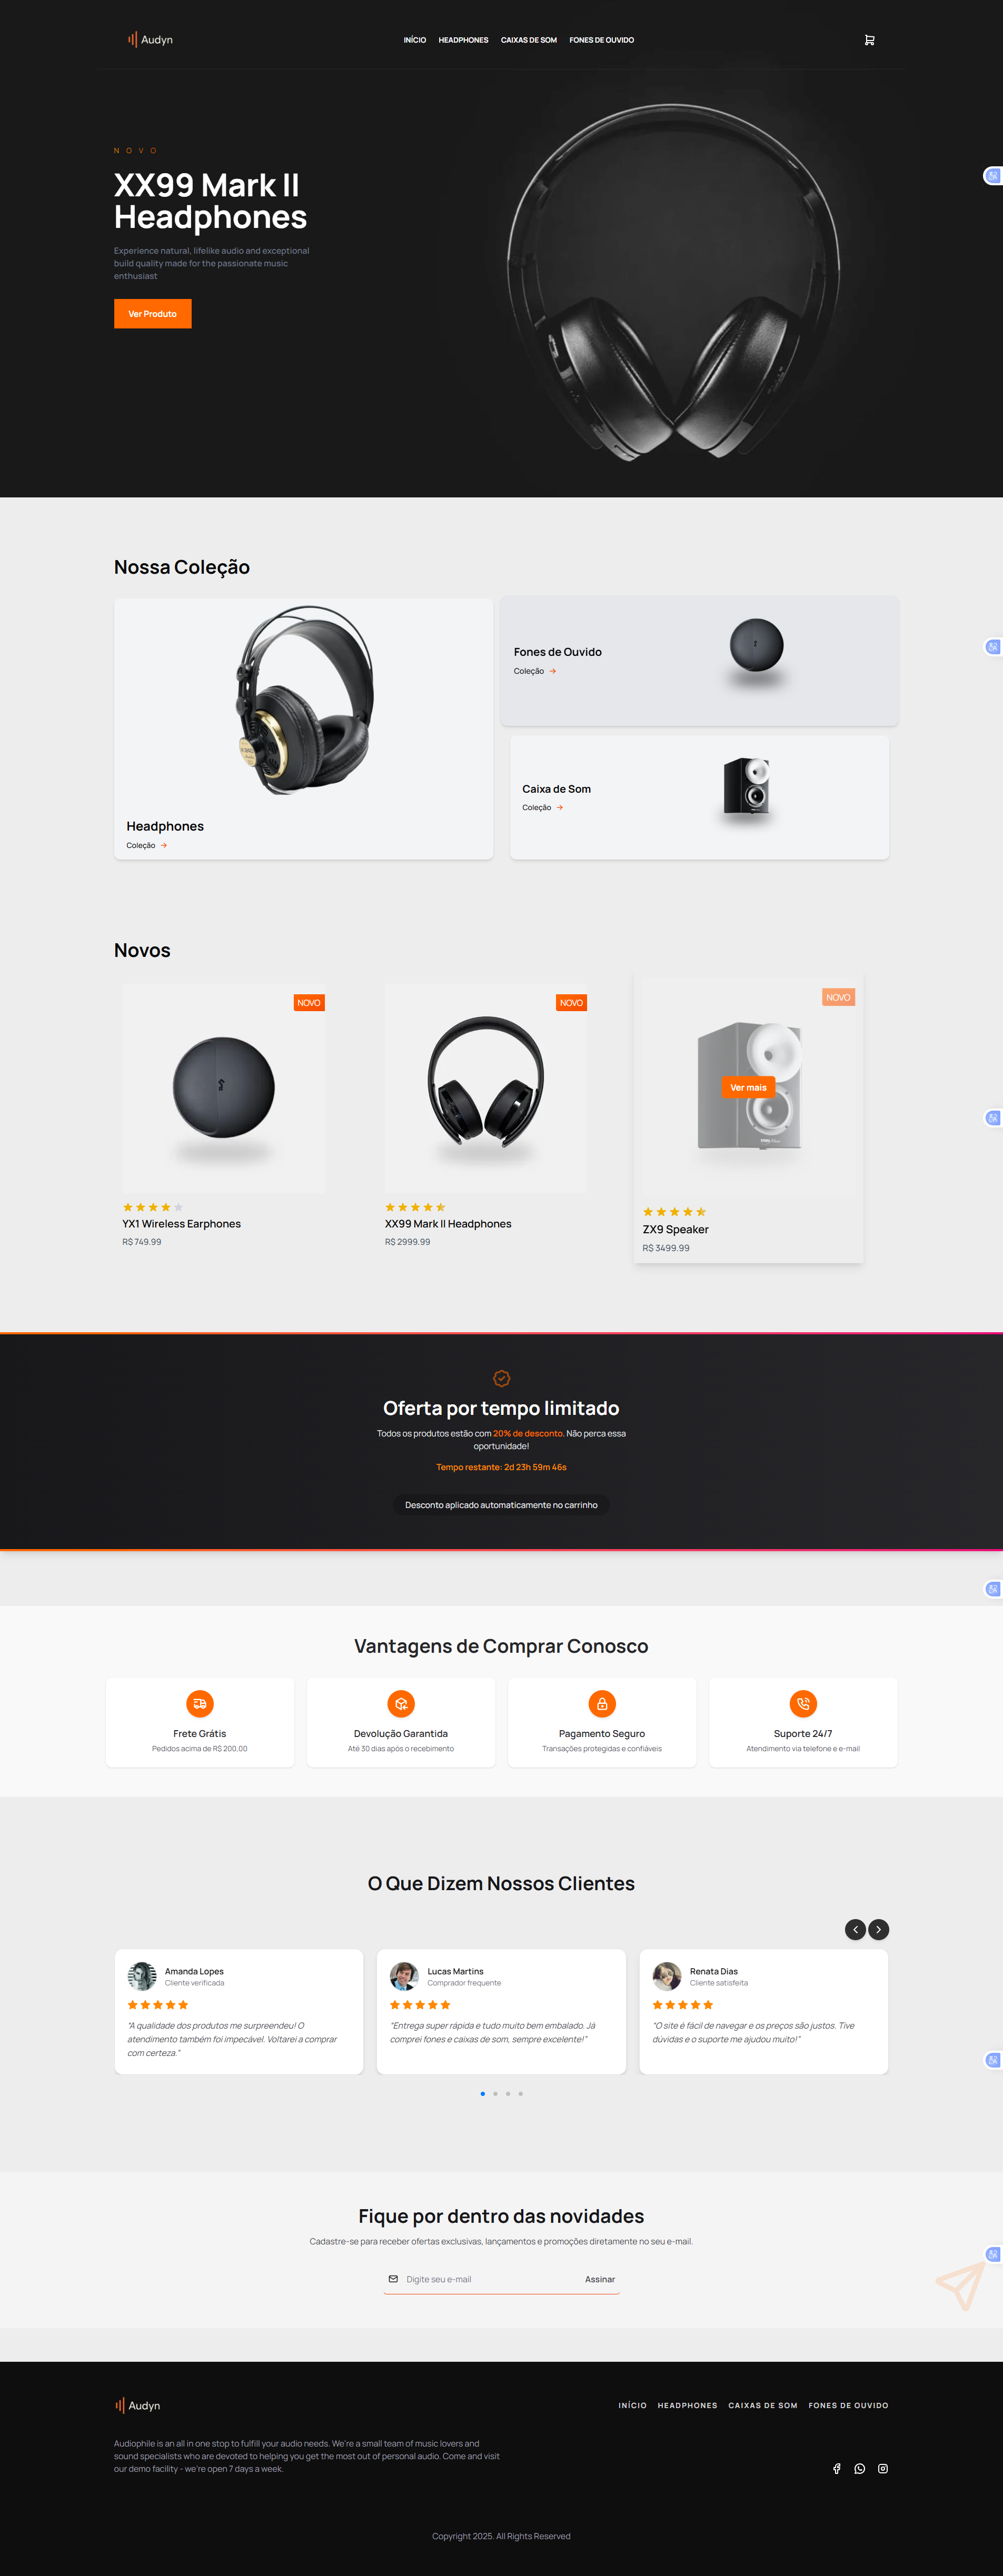 Audyn
INÍCIO HEADPHONES CAIXAS DE SOM FONES DE OUVIDO
NOVO
XX99 Mark II
Headphones
Experience natural, lifelike audio and exceptional
build quality made for the passionate music
enthusiast
Ver Produto
Nossa Coleção
Headphones
Coleção
Fones de Ouvido
Coleção
Caixa de Som
Coleção
Novos
NOVO
YX1 Wireless Earphones
R$ 749.99
NOVO
XX99 Mark II Headphones
R$ 2999.99
NOVO
Ver mais
ZX9 Speaker
R$ 3499.99
Oferta por tempo limitado
Todos os produtos estão com 20% de desconto. Não perca essa
oportunidade!
Tempo restante: 2d 23h 59m 46s
Desconto aplicado automaticamente no carrinho
Vantagens de Comprar Conosco
Frete Grátis
Pedidos acima de R$ 200,00
Devolução Garantida
Até 30 dias após o recebimento
Pagamento Seguro
Transações protegidas e confiáveis
Suporte 24/7
Atendimento via telefone e e-mail
O Que Dizem Nossos Clientes
Amanda Lopes
Cliente verificada
"A qualidade dos produtos me surpreendeu! O
atendimento também foi impecável. Voltarei a comprar
com certeza."
Lucas Martins
Comprador frequente
"Entrega super rápida e tudo muito bem embalado. Já
comprei fones e caixas de som, sempre excelente!"
Renata Dias
Cliente satisfeita
"O site é fácil de navegar e os preços são justos. Tive
dúvidas e o suporte me ajudou muito!"
Fique por dentro das novidades
Cadastre-se para receber ofertas exclusivas, lançamentos e promoções diretamente no seu e-mail.
Digite seu e-mail
Assinar
Audyn
INÍCIO HEADPHONES CAIXAS DE SOM FONES DE OUVIDO
Audiophile is an all in one stop to fulfill your audio needs. We're a small team of music lovers and
sound specialists who are devoted to helping you get the most out of personal audio. Come and visit
our demo facility - we're open 7 days a week.
Copyright 2025. All Rights Reserved